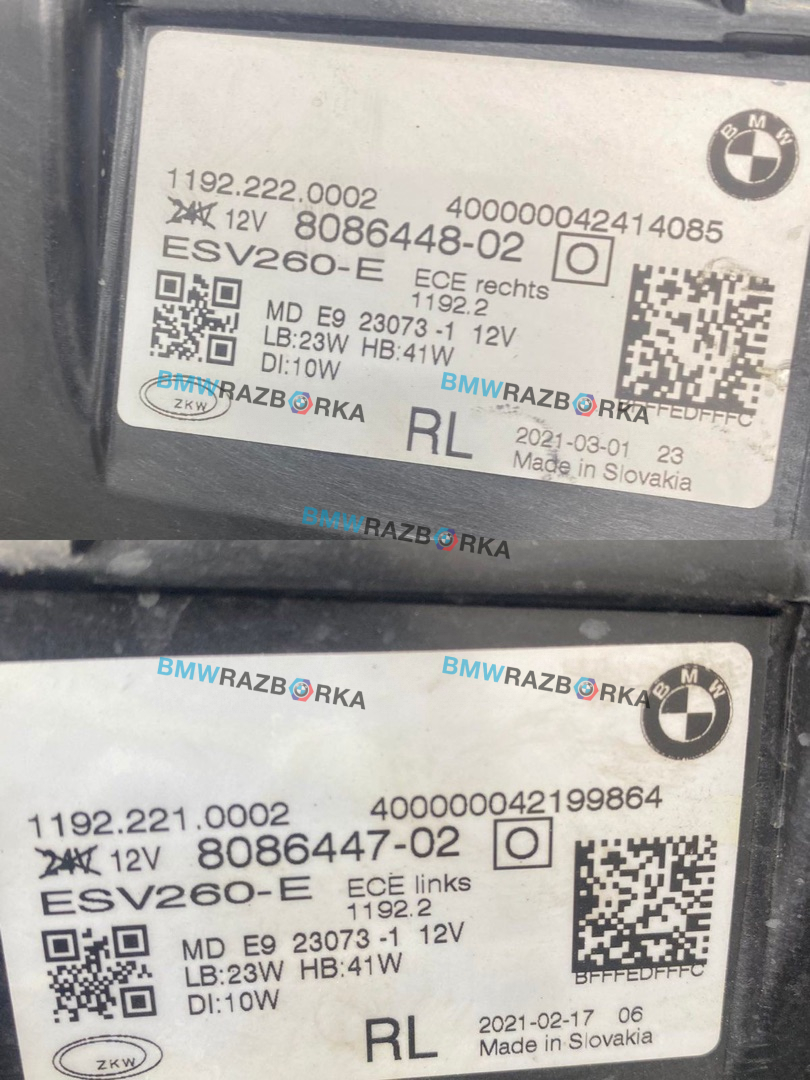 BMW
1192.222.0002 400000042414085
24V 12V 8086448-02 O
ESV260-E ECE rechts
1192.2
MD E9 23073 -1 12V
LB:23W HB:41W
DI:10W
BMWRAZBORKA BMWRAZBORKA
ZKW
RL 2021-03-01 23
Made in Slovakia
BMWRAZBORKA
BMWRAZBORKA BMWRAZBORKA
BMW
1192.221.0002 400000042199864
24V 12V 8086447-02 O
ESV260-E ECE links
1192.2
MD E9 23073 -1 12V
LB:23W HB:41W
BFFFEDFFFC
DI:10W
RL 2021-02-17 06
ZKW Made in Slovakia